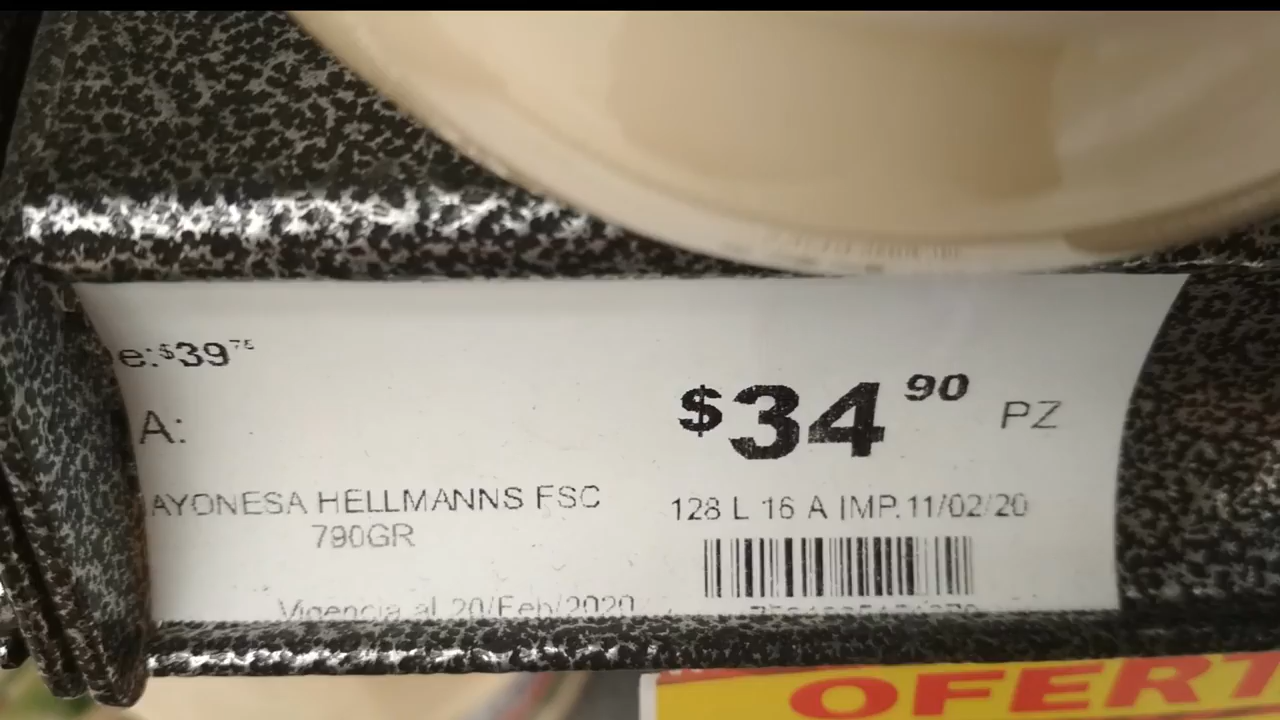 e:$39 75
A:
$34 90 PZ
AYONESA HELLMANNS FSC
790GR
128 L 16 A IMP. 11/02/20
Vigencia al 20/Feb/2020
OFERT